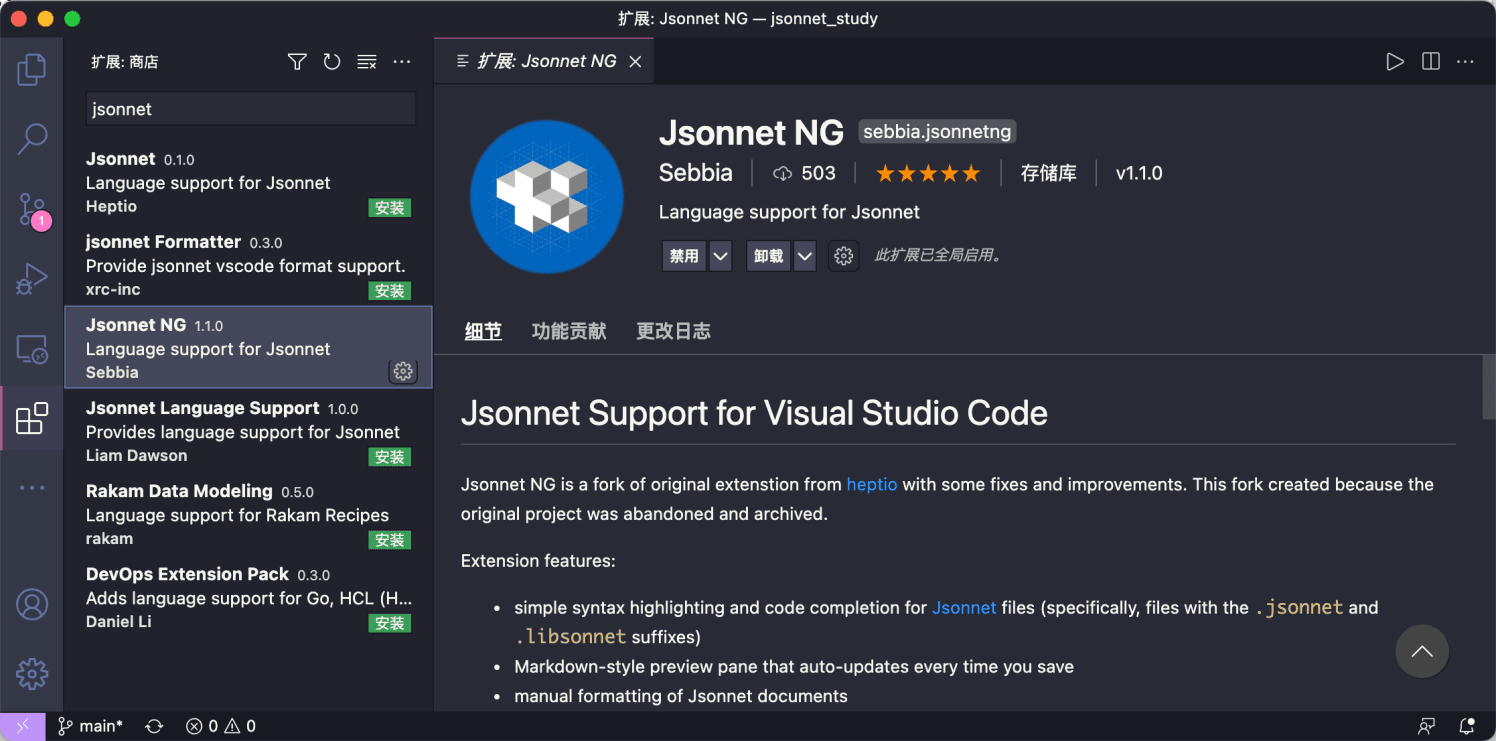 扩展: Jsonnet NG — jsonnet_study
扩展: 商店
jsonnet
Jsonnet 0.1.0
Language support for Jsonnet
Heptio
安装
jsonnet Formatter 0.3.0
Provide jsonnet vscode format support.
xrc-inc
安装
Jsonnet NG 1.1.0
Language support for Jsonnet
Sebbia
Jsonnet Language Support 1.0.0
Provides language support for Jsonnet
Liam Dawson
安装
Rakam Data Modeling 0.5.0
Language support for Rakam Recipes
rakam
安装
DevOps Extension Pack 0.3.0
Adds language support for Go, HCL (H...
Daniel Li
安装
1
扩展: Jsonnet NG
Jsonnet NG sebbia.jsonnetng
Sebbia 503 存储库 v1.1.0
Language support for Jsonnet
禁用 卸载 此扩展已全局启用。
细节 功能贡献 更改日志
Jsonnet Support for Visual Studio Code
Jsonnet NG is a fork of original extenstion from heptio with some fixes and improvements. This fork created because the
original project was abandoned and archived.
Extension features:
• simple syntax highlighting and code completion for Jsonnet files (specifically, files with the .jsonnet and
.libsonnet suffixes)
• Markdown-style preview pane that auto-updates every time you save
• manual formatting of Jsonnet documents
main* 0 0